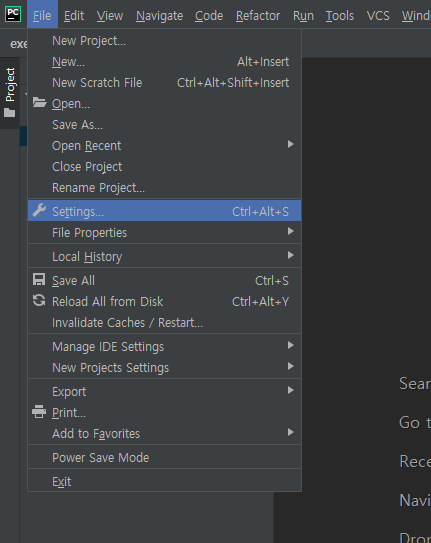 PC File Edit View Navigate Code Refactor Run Tools VCS
exe
Project
New Project...
New... Alt+Insert
New Scratch File Ctrl+Alt+Shift+Insert
Open...
Save As...
Open Recent
Close Project
Rename Project...
Settings... Ctrl+Alt+S
File Properties
Local History
Save All Ctrl+S
Reload All from Disk Ctrl+Alt+Y
Invalidate Caches / Restart...
Manage IDE Settings
New Projects Settings
Export
Print...
Add to Favorites
Power Save Mode
Exit
Sear
Go t
Rece
Navi
Drop